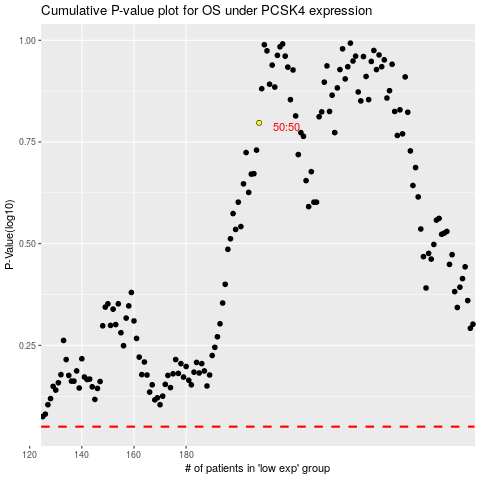 Cumulative P-value plot for OS under PCSK4 expression
P-Value(log10)
1.00
0.75
0.50
0.25
50:50
120 140 160 180
# of patients in 'low exp' group